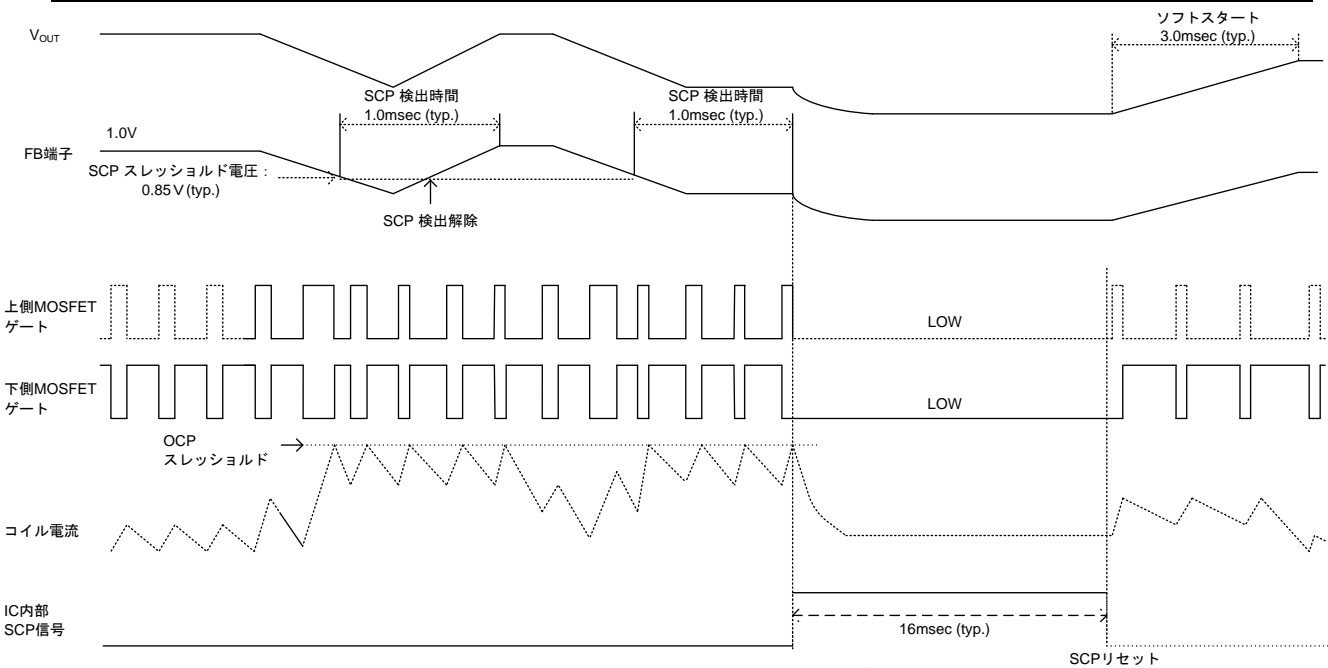 ソフトスタート
3.0msec (typ.)
VOUT
SCP 検出時間
1.0msec (typ.)
SCP 検出時間
1.0msec (typ.)
1.0V
FB端子
SCP スレッショルド電圧 :
0.85V (typ.)
SCP 検出解除
上側MOSFET
ゲート
LOW
下側MOSFET
ゲート
LOW
OCP
スレッショルド
コイル電流
IC内部
SCP信号
16msec (typ.)
SCPリセット